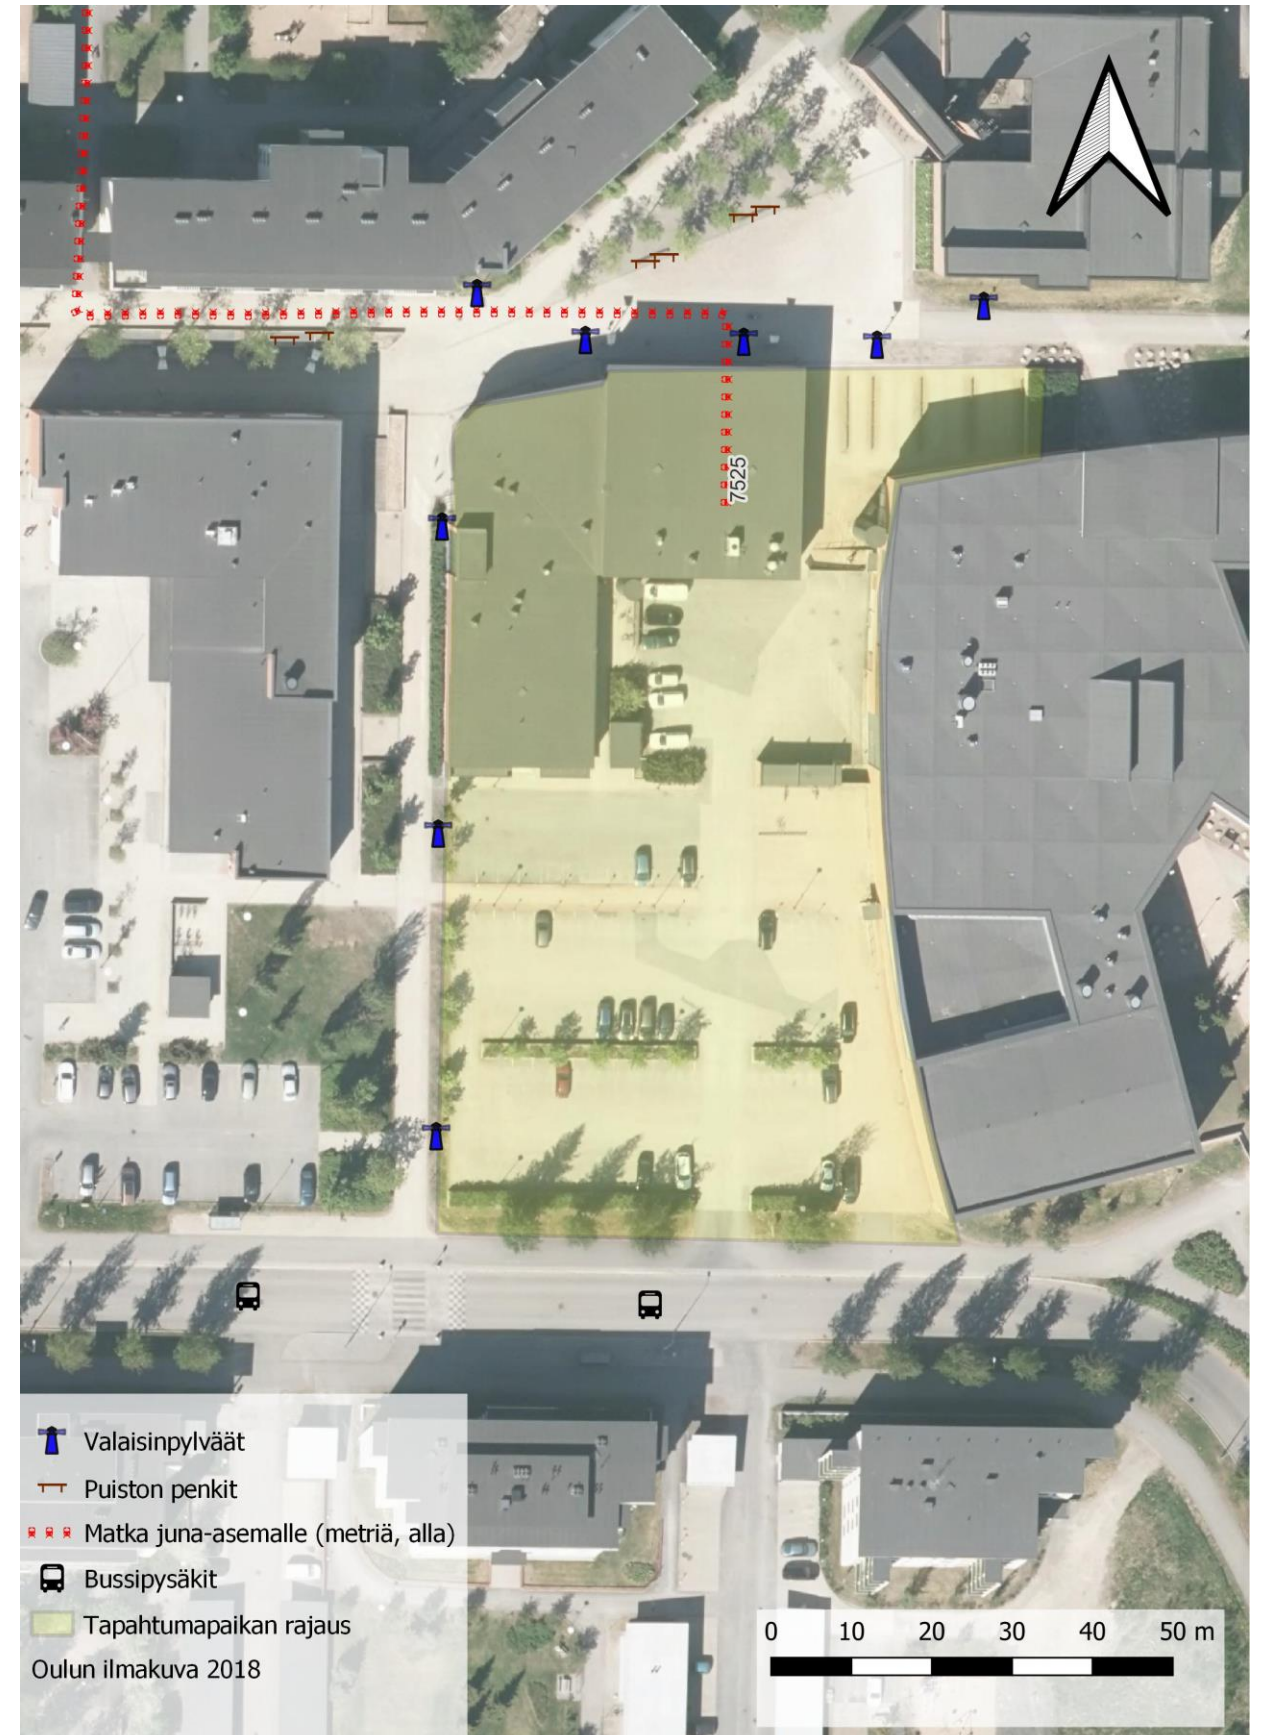 7525
Valaisinpylväät
Puiston penkit
Matka juna-asemalle (metriä, alla)
Bussipysäkit
Tapahtumapaikan rajaus
Oulun ilmakuva 2018
0 10 20 30 40 50 m